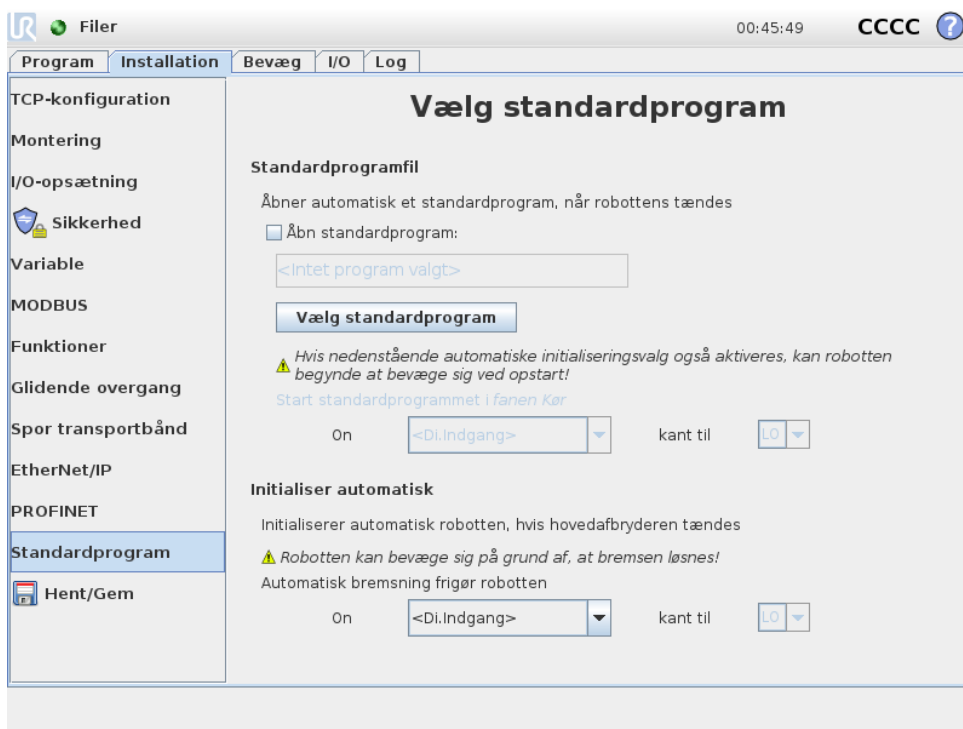 UR Filer 00:45:49 CCCC ?
Program Installation Bevæg I/O Log
TCP-konfiguration
Montering
I/O-opsætning
Sikkerhed
Variable
MODBUS
Funktioner
Glidende overgang
Spor transportbånd
EtherNet/IP
PROFINET
Standardprogram
Hent/Gem
Vælg standardprogram
Standardprogramfil
Åbner automatisk et standardprogram, når robottens tændes
Åbn standardprogram:
<Intet program valgt>
Vælg standardprogram
Hvis nedenstående automatiske initialiseringsvalg også aktiveres, kan robotten
begynde at bevæge sig ved opstart!
Start standardprogrammet i fanen Kør
On <Di.Indgang> kant til LO
Initialiser automatisk
Initialiserer automatisk robotten, hvis hovedafbryderen tændes
Robotten kan bevæge sig på grund af, at bremsen løsnes!
Automatisk bremsning frigør robotten
On <Di.Indgang> kant til LO